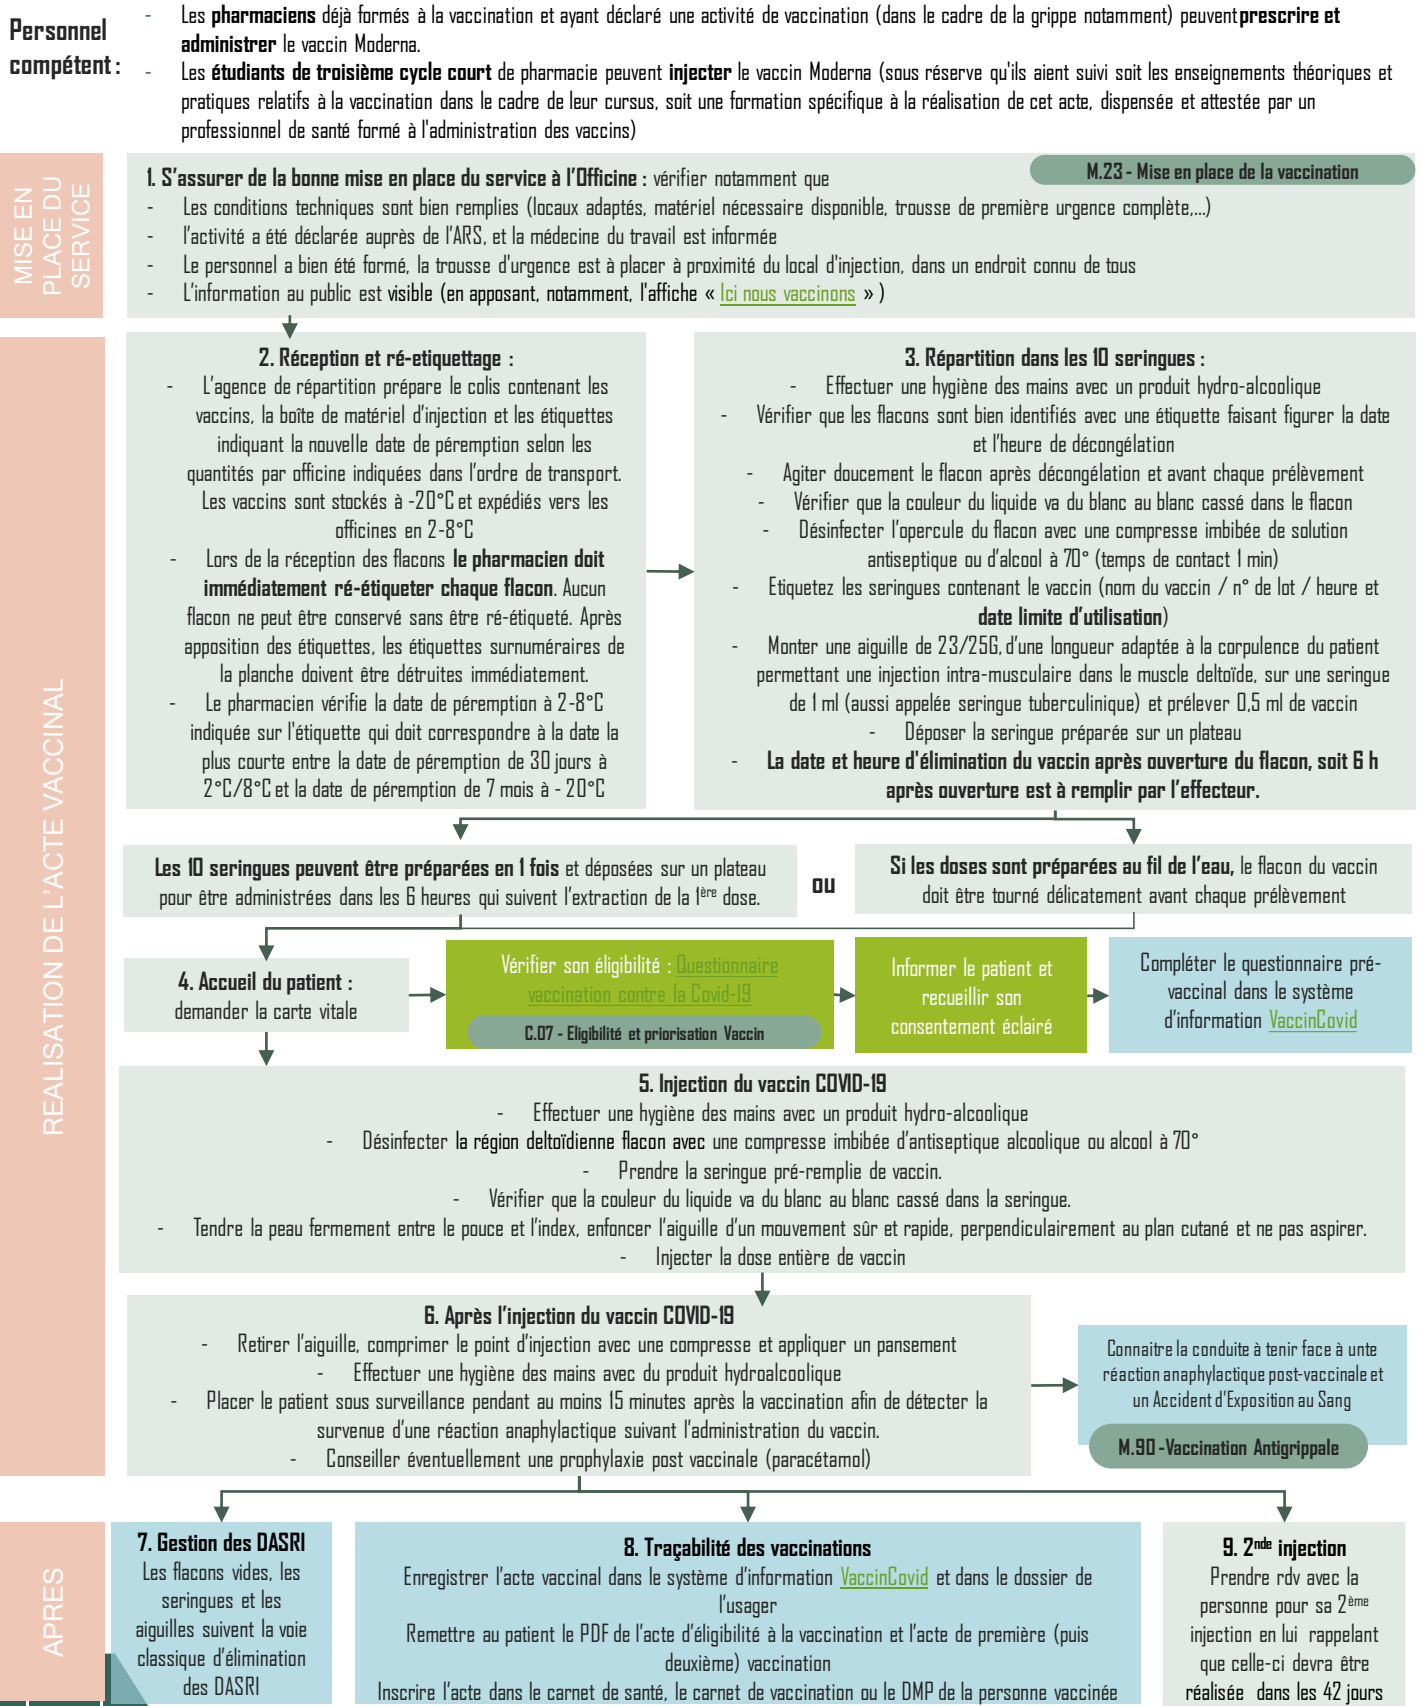 Personnel
compétent :
- Les pharmaciens déjà formés à la vaccination et ayant déclaré une activité de vaccination (dans le cadre de la grippe notamment) peuvent prescrire et
administrer le vaccin Moderna.
- Les étudiants de troisième cycle court de pharmacie peuvent injecter le vaccin Moderna (sous réserve qu'ils aient suivi soit les enseignements théoriques et
pratiques relatifs à la vaccination dans le cadre de leur cursus, soit une formation spécifique à la réalisation de cet acte, dispensée et attestée par un
professionnel de santé formé à l'administration des vaccins)
MISE EN
PLACE DU
SERVICE
1. S'assurer de la bonne mise en place du service à l'Officine : vérifier notamment que
M.23 - Mise en place de la vaccination
- Les conditions techniques sont bien remplies (locaux adaptés, matériel nécessaire disponible, trousse de première urgence complète,...)
- l'activité a été déclarée auprès de l'ARS, et la médecine du travail est informée
- Le personnel a bien été formé, la trousse d'urgence est à placer à proximité du local d'injection, dans un endroit connu de tous
- L'information au public est visible (en apposant, notamment, l'affiche « Ici nous vaccinons » )
REALISATION DE L'ACTE VACCINAL
2. Réception et ré-etiquettage :
- L'agence de répartition prépare le colis contenant les
vaccins, la boîte de matériel d'injection et les étiquettes
indiquant la nouvelle date de péremption selon les
quantités par officine indiquées dans l'ordre de transport.
Les vaccins sont stockés à -20°C et expédiés vers les
officines en 2-8°C
- Lors de la réception des flacons le pharmacien doit
immédiatement ré-étiqueter chaque flacon. Aucun
flacon ne peut être conservé sans être ré-étiqueté. Après
apposition des étiquettes, les étiquettes surnuméraires de
la planche doivent être détruites immédiatement.
- Le pharmacien vérifie la date de péremption à 2-8°C
indiquée sur l'étiquette qui doit correspondre à la date la
plus courte entre la date de péremption de 30 jours à
2°C/8°C et la date de péremption de 7 mois à - 20°C
3. Répartition dans les 10 seringues :
- Effectuer une hygiène des mains avec un produit hydro-alcoolique
- Vérifier que les flacons sont bien identifiés avec une étiquette faisant figurer la date
et l'heure de décongélation
- Agiter doucement le flacon après décongélation et avant chaque prélèvement
- Vérifier que la couleur du liquide va du blanc au blanc cassé dans le flacon
- Désinfecter l'opercule du flacon avec une compresse imbibée de solution
antiseptique ou d'alcool à 70° (temps de contact 1 min)
- Etiquetez les seringues contenant le vaccin (nom du vaccin / n° de lot / heure et
date limite d'utilisation)
- Monter une aiguille de 23/25G, d'une longueur adaptée à la corpulence du patient
permettant une injection intra-musculaire dans le muscle deltoïde, sur une seringue
de 1 ml (aussi appelée seringue tuberculinique) et prélever 0,5 ml de vaccin
- Déposer la seringue préparée sur un plateau
- La date et heure d'élimination du vaccin après ouverture du flacon, soit 6 h
après ouverture est à remplir par l'effecteur.
Les 10 seringues peuvent être préparées en 1 fois et déposées sur un plateau
pour être administrées dans les 6 heures qui suivent l'extraction de la 1ère dose.
ou
Si les doses sont préparées au fil de l'eau, le flacon du vaccin
doit être tourné délicatement avant chaque prélèvement
4. Accueil du patient :
demander la carte vitale
Vérifier son éligibilité : Questionnaire
vaccination contre la Covid-19
C.07 - Eligibilité et priorisation Vaccin
Informer le patient et
recueillir son
consentement éclairé
Compléter le questionnaire pré-
vaccinal dans le système
d'information VaccinCovid
5. Injection du vaccin COVID-19
- Effectuer une hygiène des mains avec un produit hydro-alcoolique
- Désinfecter la région deltoïdienne flacon avec une compresse imbibée d'antiseptique alcoolique ou alcool à 70°
- Prendre la seringue pré-remplie de vaccin.
- Vérifier que la couleur du liquide va du blanc au blanc cassé dans la seringue.
- Tendre la peau fermement entre le pouce et l'index, enfoncer l'aiguille d'un mouvement sûr et rapide, perpendiculairement au plan cutané et ne pas aspirer.
- Injecter la dose entière de vaccin
6. Après l'injection du vaccin COVID-19
- Retirer l'aiguille, comprimer le point d'injection avec une compresse et appliquer un pansement
- Effectuer une hygiène des mains avec du produit hydroalcoolique
- Placer le patient sous surveillance pendant au moins 15 minutes après la vaccination afin de détecter la
survenue d'une réaction anaphylactique suivant l'administration du vaccin.
- Conseiller éventuellement une prophylaxie post vaccinale (paracétamol)
Connaitre la conduite à tenir face à unte
réaction anaphylactique post-vaccinale et
un Accident d'Exposition au Sang
M.90 -Vaccination Antigrippale
APRES
7. Gestion des DASRI
Les flacons vides, les
seringues et les
aiguilles suivent la voie
classique d'élimination
des DASRI
8. Traçabilité des vaccinations
Enregistrer l'acte vaccinal dans le système d'information VaccinCovid et dans le dossier de
l'usager
Remettre au patient le PDF de l'acte d'éligibilité à la vaccination et l'acte de première (puis
deuxième) vaccination
Inscrire l'acte dans le carnet de santé, le carnet de vaccination ou le DMP de la personne vaccinée
9. 2nde injection
Prendre rdv avec la
personne pour sa 2ème
injection en lui rappelant
que celle-ci devra être
réalisée dans les 42 jours